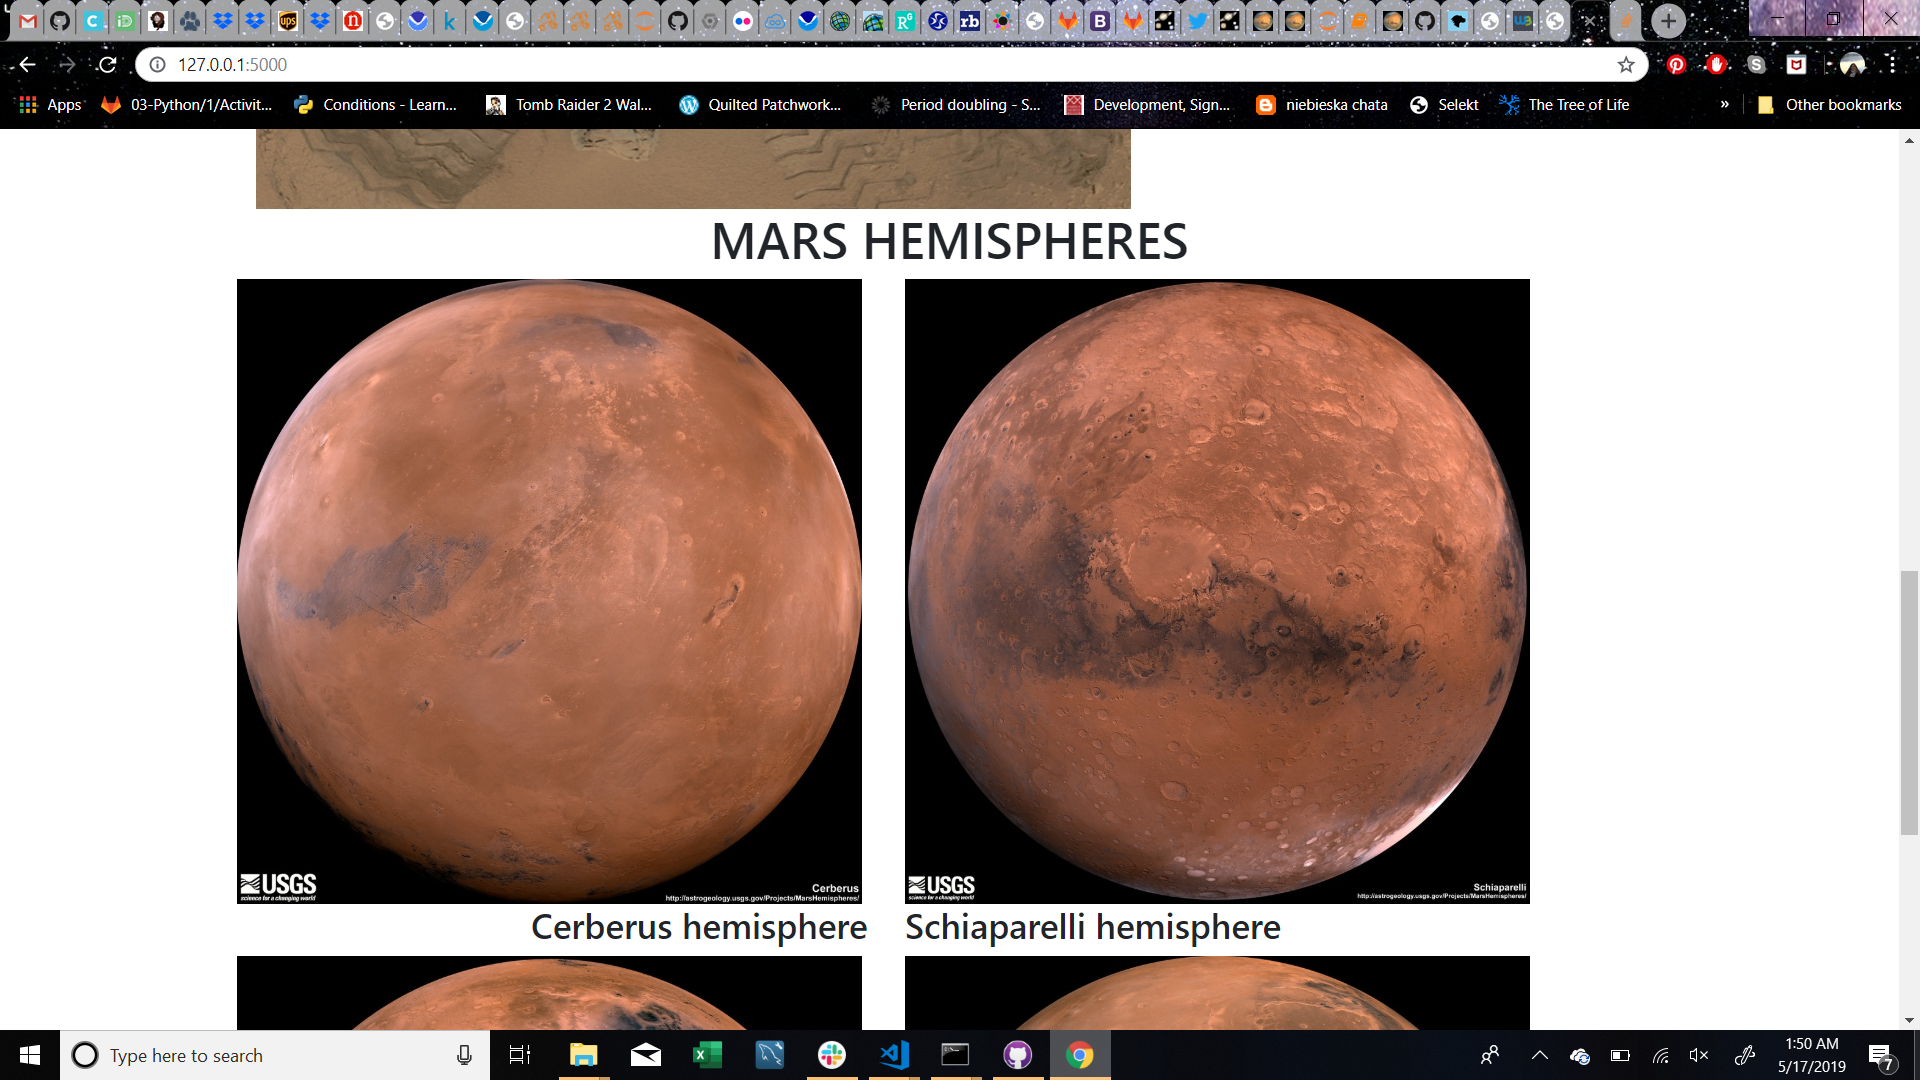 127.0.0.1:5000
Apps
03-Python/1/Activit...
Conditions - Learn...
Tomb Raider 2 Wal...
Quilted Patchwork...
Period doubling - S...
Development, Sign...
niebieska chata
Selekt
The Tree of Life
»
Other bookmarks
MARS HEMISPHERES
USGS
science for a changing world
Cerberus
http://astrogeology.usgs.gov/Projects/MarsHemispheres/
USGS
science for a changing world
Schiaparelli
http://astrogeology.usgs.gov/Projects/MarsHemispheres/
Cerberus hemisphere
Schiaparelli hemisphere
Type here to search
1:50 AM
5/17/2019
7